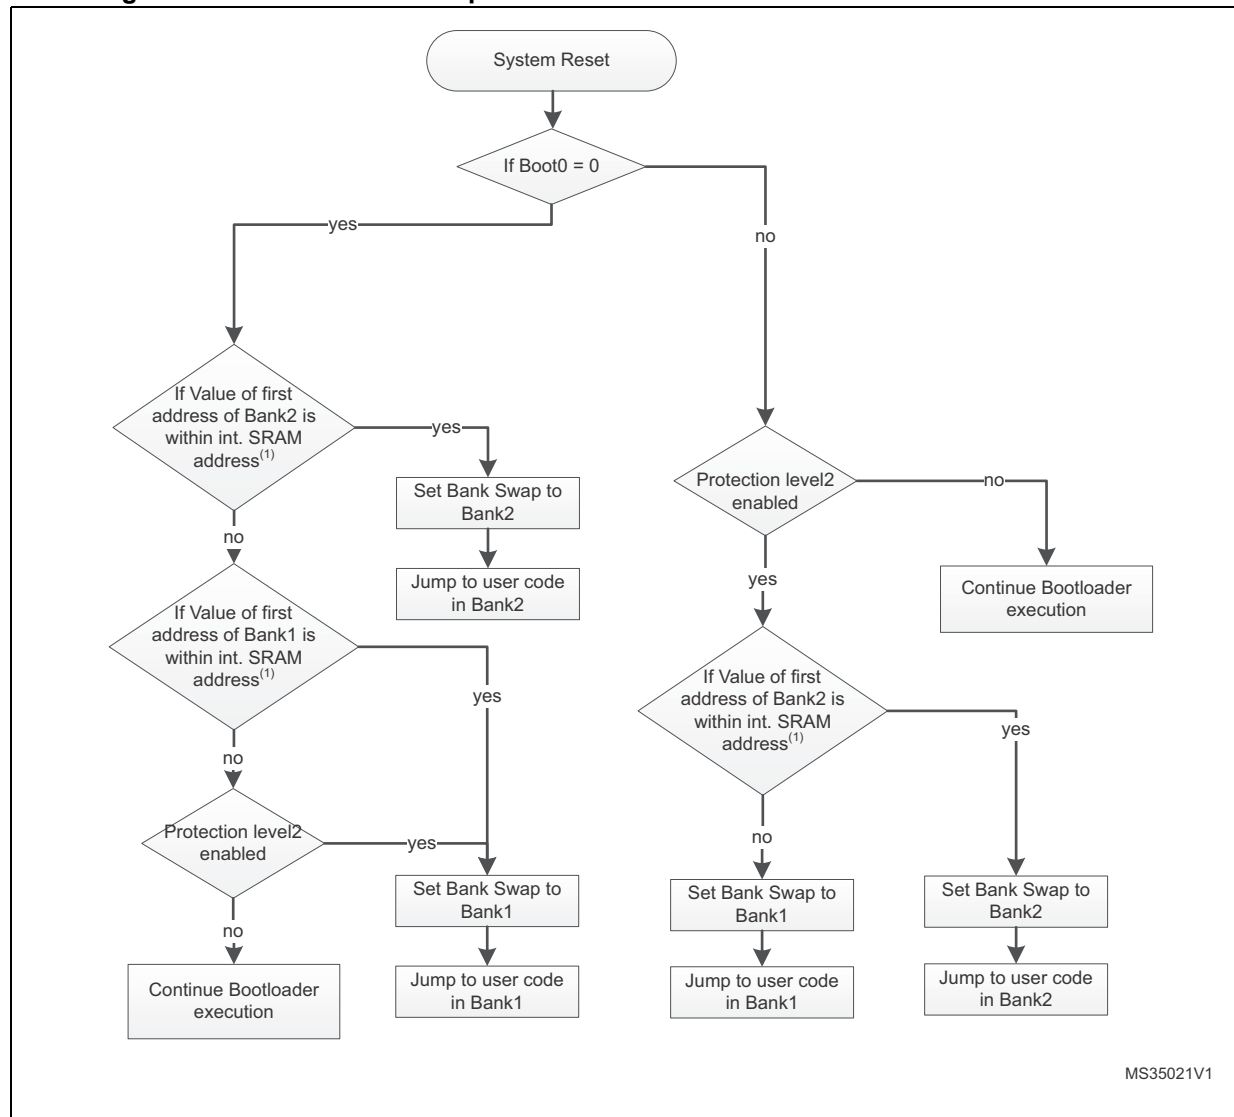 System Reset
If Boot0 = 0
yes
no
If Value of first
address of Bank2 is
within int. SRAM
address(1)
yes
Set Bank Swap to
Bank2
Jump to user code
in Bank2
no
If Value of first
address of Bank1 is
within int. SRAM
address(1)
yes
no
Protection level2
enabled
yes
Set Bank Swap to
Bank1
Jump to user code
in Bank1
no
Continue Bootloader
execution
Protection level2
enabled
no
Continue Bootloader
execution
yes
If Value of first
address of Bank2 is
within int. SRAM
address(1)
yes
no
Set Bank Swap to
Bank1
Jump to user code
in Bank1
Set Bank Swap to
Bank2
Jump to user code
in Bank2
MS35021V1